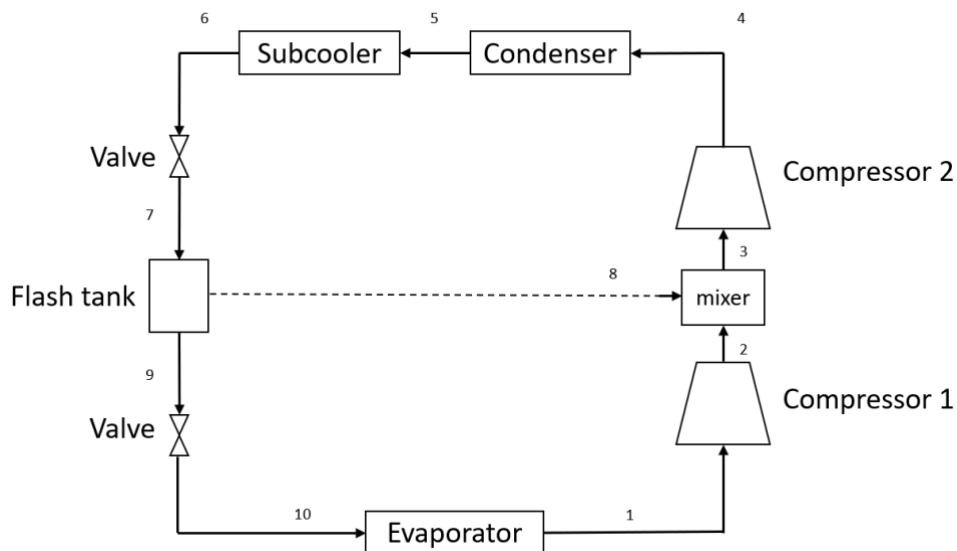 6
5
4
Subcooler
Condenser
Valve
Compressor 2
7
3
8
Flash tank
mixer
2
9
Compressor 1
Valve
10
1
Evaporator